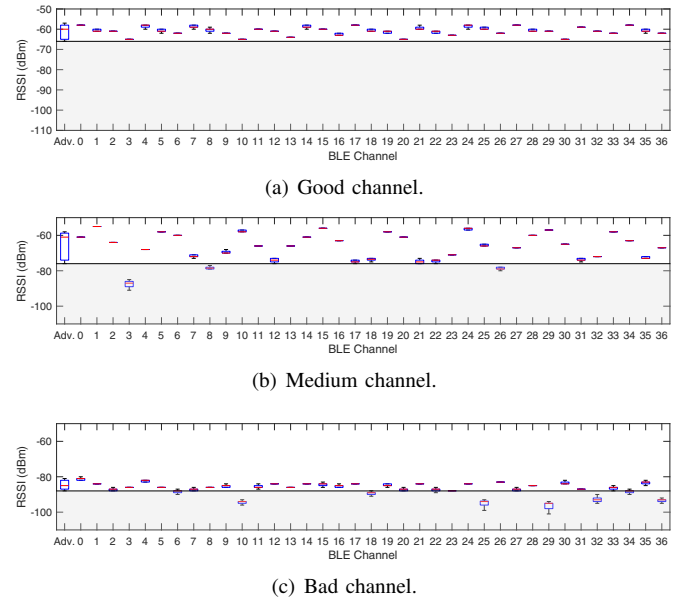 -50
-60
-70
-80
-90
-100
-110
RSSI (dBm)
Adv. 0 1 2 3 4 5 6 7 8 9 10 11 12 13 14 15 16 17 18 19 20 21 22 23 24 25 26 27 28 29 30 31 32 33 34 35 36
BLE Channel
(a) Good channel.
-60
-80
-100
RSSI (dBm)
Adv. 0 1 2 3 4 5 6 7 8 9 10 11 12 13 14 15 16 17 18 19 20 21 22 23 24 25 26 27 28 29 30 31 32 33 34 35 36
BLE Channel
(b) Medium channel.
-60
-80
-100
RSSI (dBm)
Adv. 0 1 2 3 4 5 6 7 8 9 10 11 12 13 14 15 16 17 18 19 20 21 22 23 24 25 26 27 28 29 30 31 32 33 34 35 36
BLE Channel
(c) Bad channel.